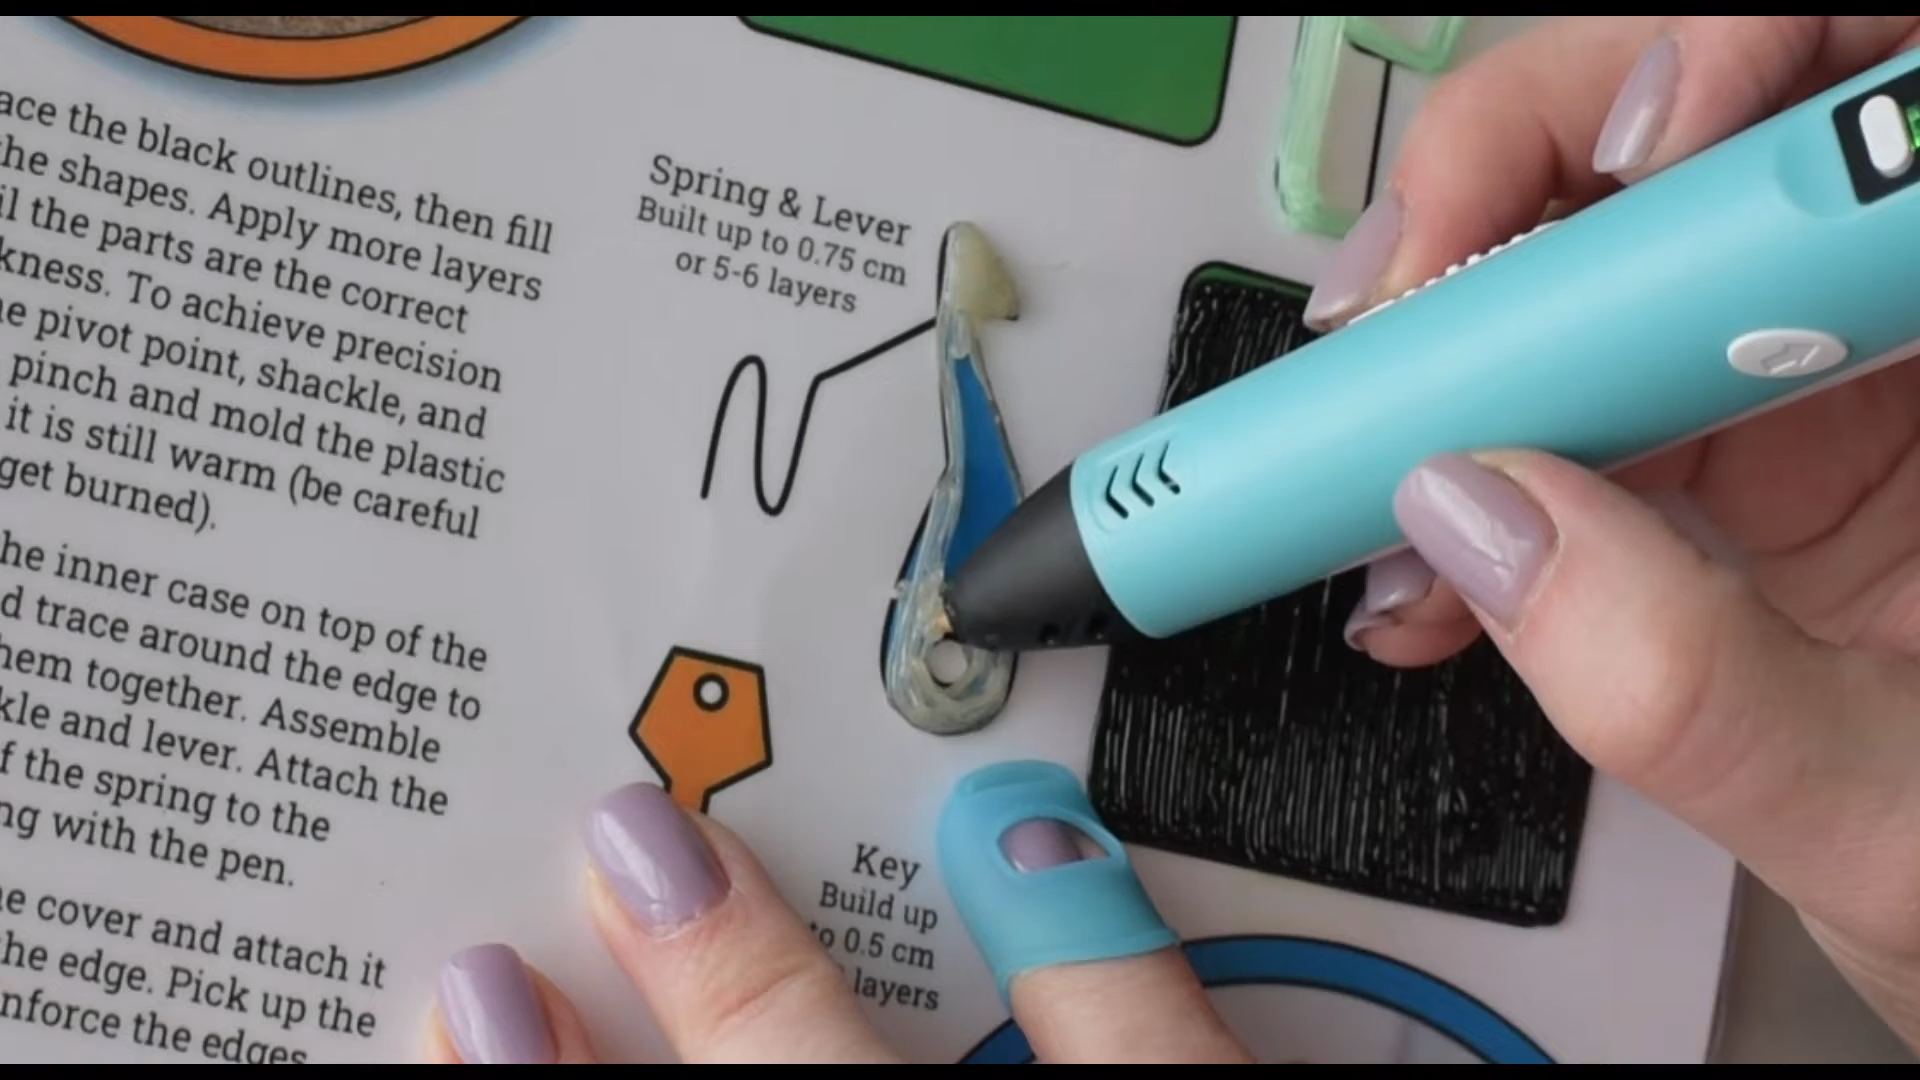 ace the black outlines, then fill
the shapes. Apply more layers
il the parts are the correct
kness. To achieve precision
e pivot point, shackle, and
pinch and mold the plastic
it is still warm (be careful
get burned).
he inner case on top of the
d trace around the edge to
hem together. Assemble
kle and lever. Attach the
f the spring to the
ng with the pen.
e cover and attach it
the edge. Pick up the
nforce the edges
Spring & Lever
Built up to 0.75 cm
or 5-6 layers
Key
Build up
to 0.5 cm
layers